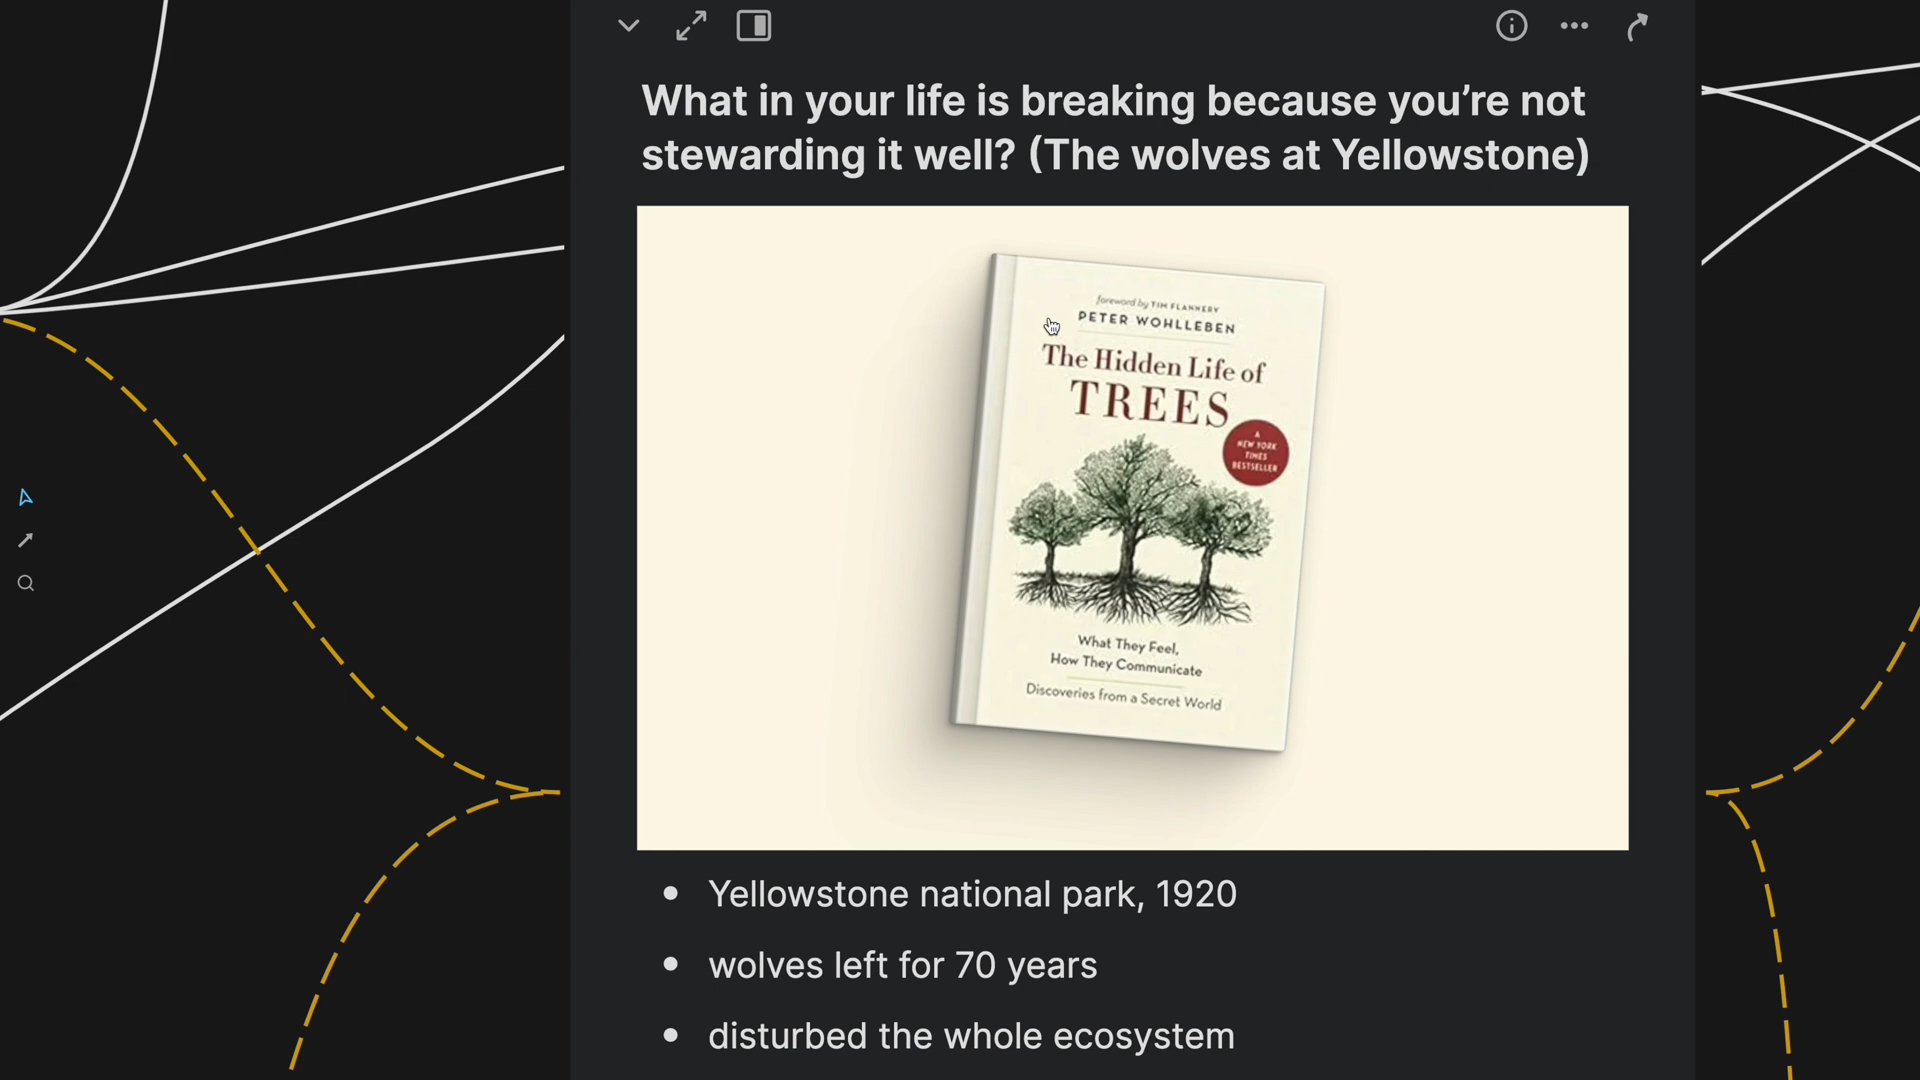 What in your life is breaking because you’re not
stewarding it well? (The wolves at Yellowstone)
foreword by TIM FLANNERY
PETER WOHLLEBEN
The Hidden Life of
TREES
A
NEW YORK
TIMES
BESTSELLER
What They Feel,
How They Communicate
Discoveries from a Secret World
• Yellowstone national park, 1920
• wolves left for 70 years
• disturbed the whole ecosystem